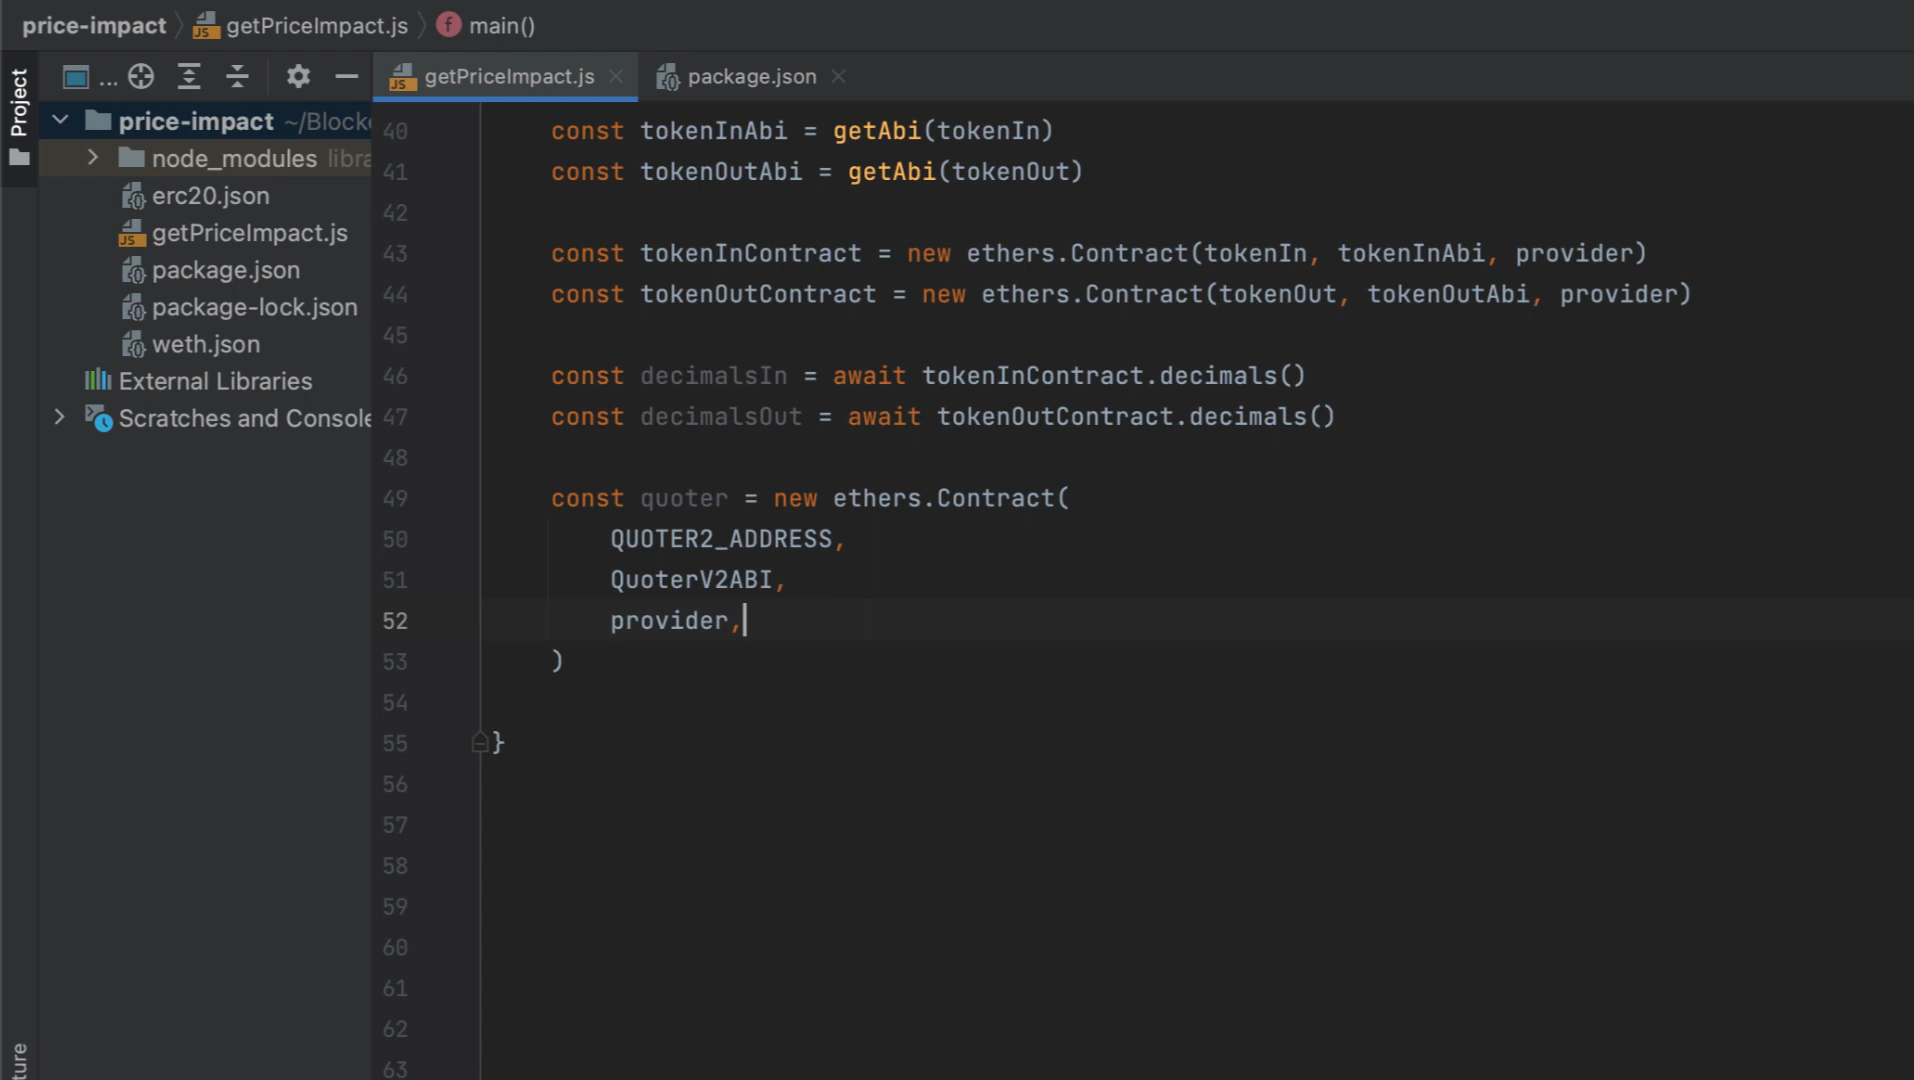 price-impact getPriceImpact.js f main()
Project
...
getPriceImpact.js
package.json
price-impact ~/Block
node_modules libra
erc20.json
getPriceImpact.js
package.json
package-lock.json
weth.json
External Libraries
Scratches and Console
ture
40 const tokenInAbi = getAbi(tokenIn)
41 const tokenOutAbi = getAbi(tokenOut)
42
43 const tokenInContract = new ethers.Contract(tokenIn, tokenInAbi, provider)
44 const tokenOutContract = new ethers.Contract(tokenOut, tokenOutAbi, provider)
45
46 const decimalsIn = await tokenInContract.decimals()
47 const decimalsOut = await tokenOutContract.decimals()
48
49 const quoter = new ethers.Contract(
50 QUOTER2_ADDRESS,
51 QuoterV2ABI,
52 provider,
53 )
54
55 }
56
57
58
59
60
61
62
63